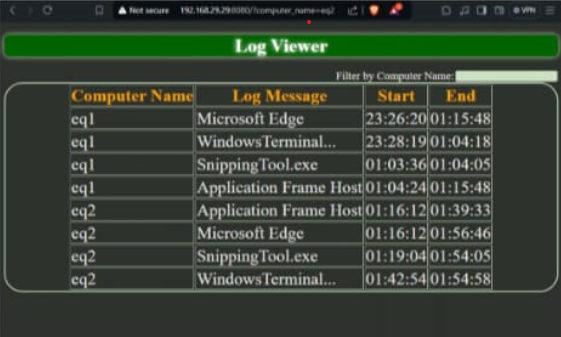 Not secure 192.168.29.29:8080/?computer_name=eq2 VPN
Log Viewer
Filter by Computer Name:
Computer Name Log Message Start End
eq1 Microsoft Edge 23:26:20 01:15:48
eq1 WindowsTerminal... 23:28:19 01:04:18
eq1 SnippingTool.exe 01:03:36 01:04:05
eq1 Application Frame Host 01:04:24 01:15:48
eq2 Application Frame Host 01:16:12 01:39:33
eq2 Microsoft Edge 01:16:12 01:56:46
eq2 SnippingTool.exe 01:19:04 01:54:05
eq2 WindowsTerminal... 01:42:54 01:54:58